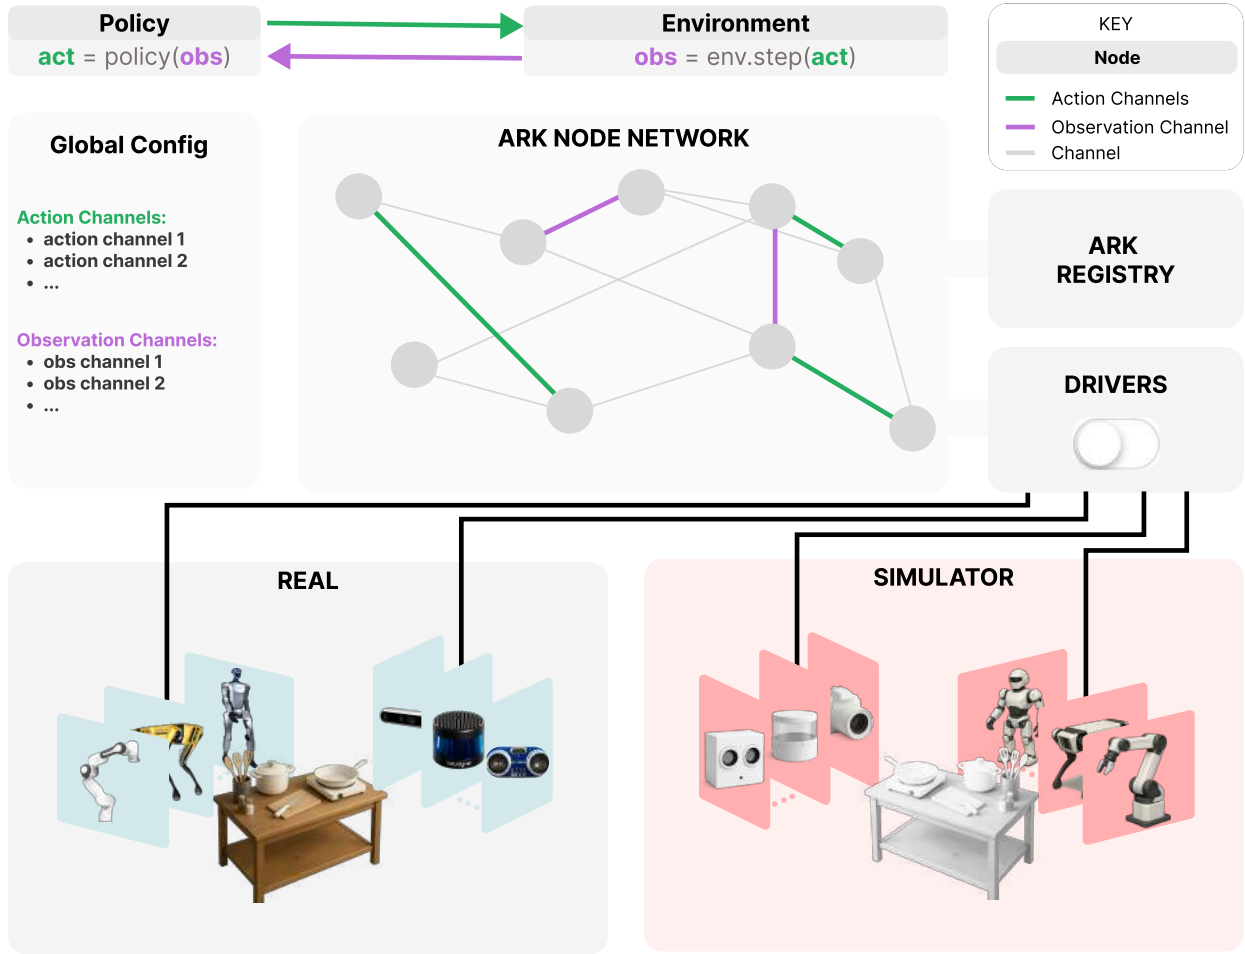 Policy
act = policy(obs)
Environment
obs = env.step(act)
KEY
Node
Action Channels
Observation Channel
Channel
Global Config
Action Channels:
• action channel 1
• action channel 2
• ...
Observation Channels:
• obs channel 1
• obs channel 2
• ...
ARK NODE NETWORK
ARK
REGISTRY
DRIVERS
REAL
SIMULATOR